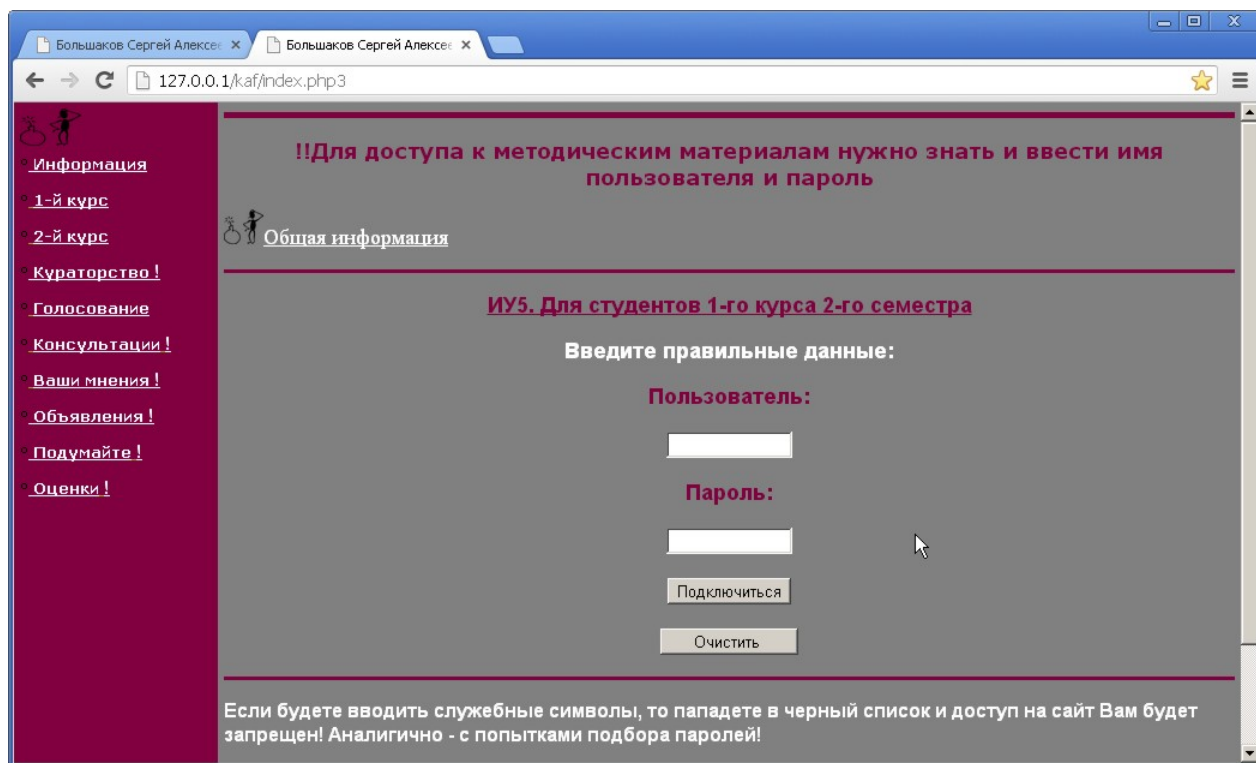 Большаков Сергей Алексе
Большаков Сергей Алексее
127.0.0.1/kaf/index.php3
Информация
1-й курс
2-й курс
Кураторство !
Голосование
Консультации !
Ваши мнения !
Объявления !
Подумайте !
Оценки !
!!Для доступа к методическим материалам нужно знать и ввести имя
пользователя и пароль
Общая информация
ИУ5. Для студентов 1-го курса 2-го семестра
Введите правильные данные:
Пользователь:
Пароль:
Подключиться
Очистить
Если будете вводить служебные символы, то пападете в черный список и доступ на сайт Вам будет
запрещен! Аналигично - с попытками подбора паролей!